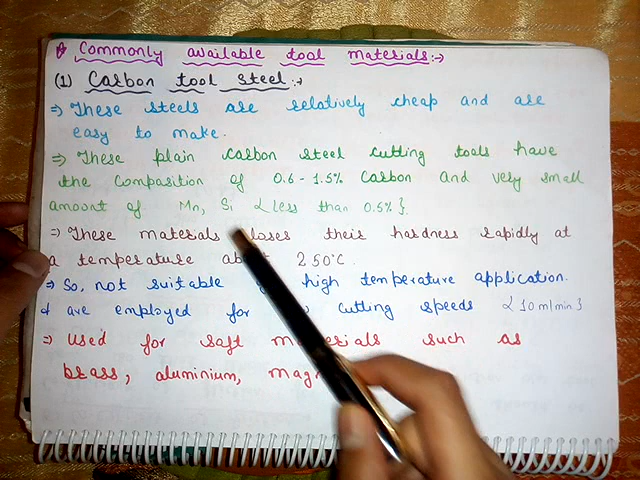 Commonly available tool materials:→
(1) Carbon tool steel:→
⇒ These steels are relatively cheap and are
easy to make.
⇒ These plain carbon steel cutting tools have
the composition of 0.6 - 1.5% Carbon and very small
amount of Mn, Si {less than 0.5%}.
⇒ These materials loses their hardness rapidly at
a temperature 250°C.
⇒ So, not suitable high temperature application.
& are employed for cutting speeds {10 m/min}
⇒ Used for soft such as
brass, aluminium,